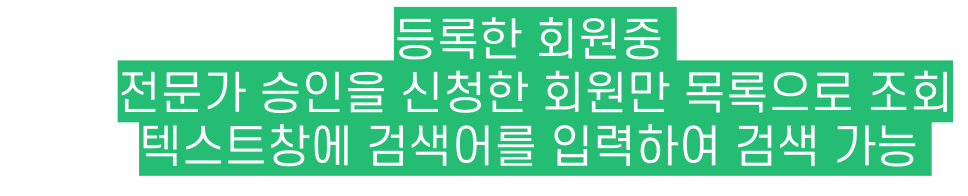 등록한 회원중
전문가 승인을 신청한 회원만 목록으로 조회
텍스트창에 검색어를 입력하여 검색 가능